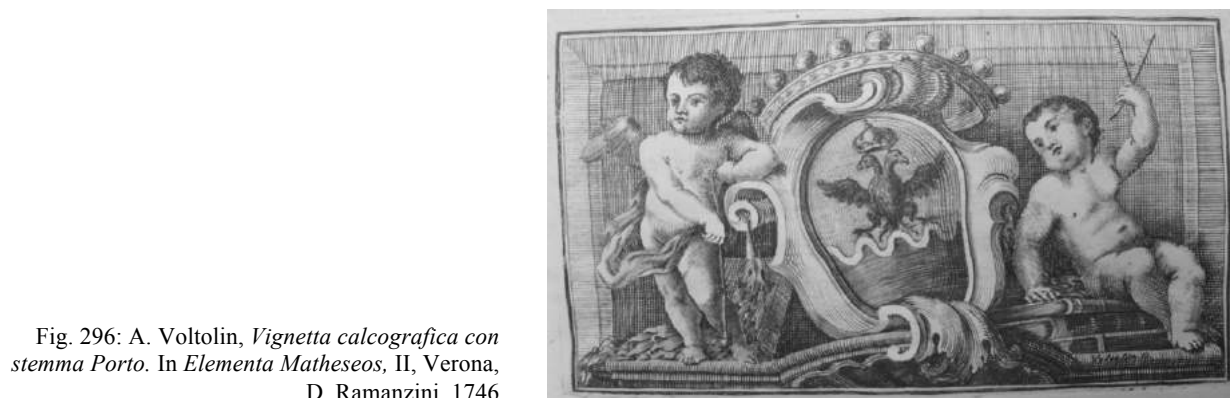 Fig. 296: A. Voltolin, Vignetta calcografica con
stemma Porto. In Elementa Matheseos, II, Verona,
D. Ramanzini, 1746